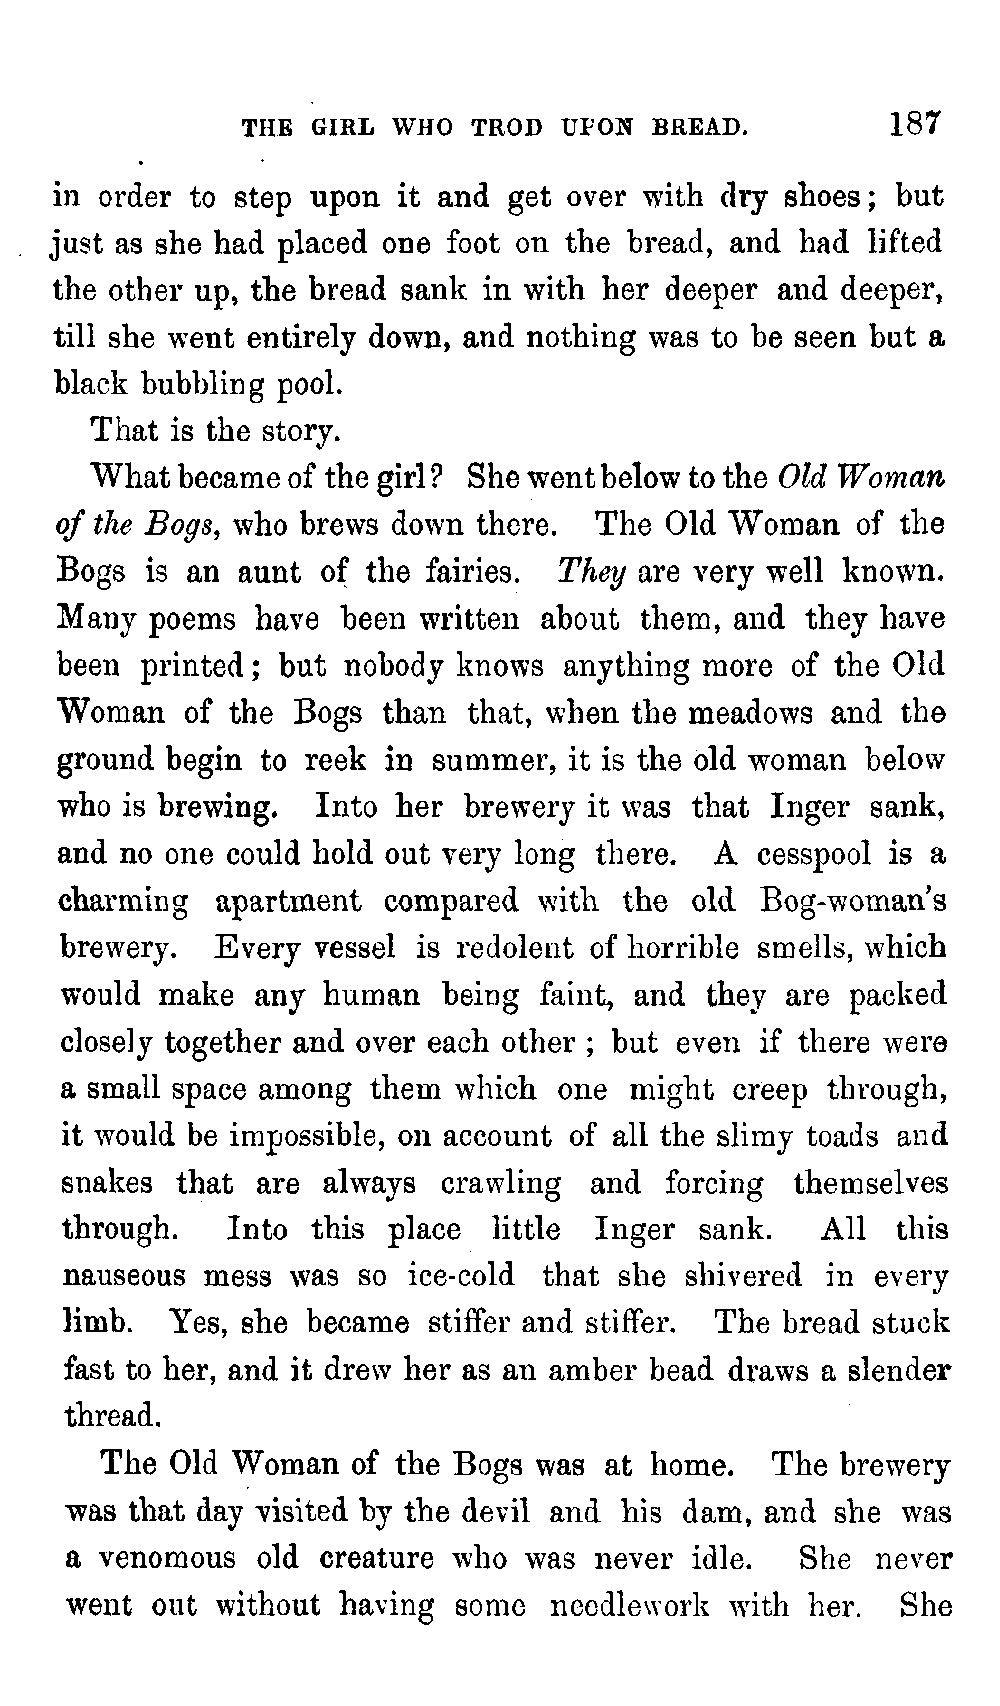 THE GIRL WHO TROD UPON BREAD. 187
in order to step upon it and get over with dry shoes; but
just as she had placed one foot on the bread, and had lifted
the other up, the bread sank in with her deeper and deeper,
till she went entirely down, and nothing was to be seen but a
black bubbling pool.
That is the story.
What became of the girl? She went below to the Old Woman
of the Bogs, who brews down there. The Old Woman of the
Bogs is an aunt of the fairies. They are very well known.
Many poems have been written about them, and they have
been printed; but nobody knows anything more of the Old
Woman of the Bogs than that, when the meadows and the
ground begin to reek in summer, it is the old woman below
who is brewing. Into her brewery it was that Inger sank,
and no one could hold out very long there. A cesspool is a
charming apartment compared with the old Bog-woman's
brewery. Every vessel is redolent of horrible smells, which
would make any human being faint, and they are packed
closely together and over each other; but even if there were
a small space among them which one might creep through,
it would be impossible, on account of all the slimy toads and
snakes that are always crawling and forcing themselves
through. Into this place little Inger sank. All this
nauseous mess was so ice-cold that she shivered in every
limb. Yes, she became stiffer and stiffer. The bread stuck
fast to her, and it drew her as an amber bead draws a slender
thread.
The Old Woman of the Bogs was at home. The brewery
was that day visited by the devil and his dam, and she was
a venomous old creature who was never idle. She never
went out without having some needlework with her. She